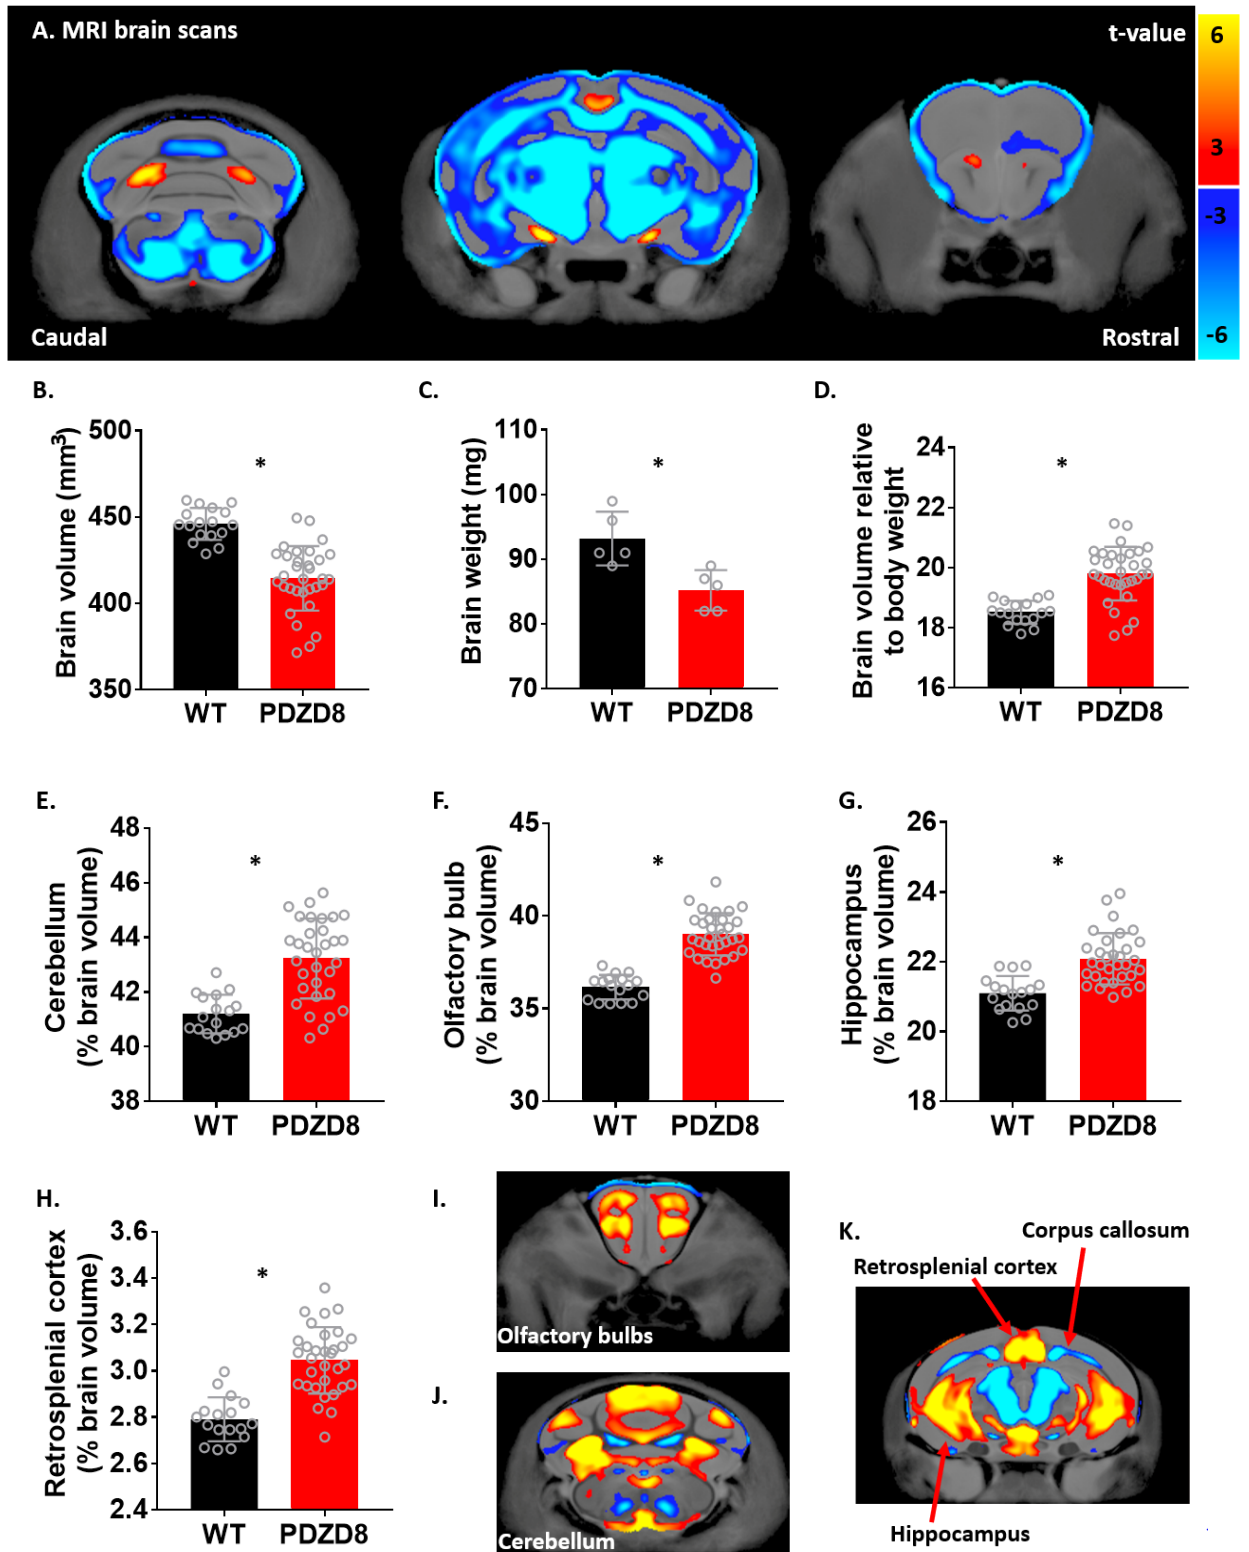 A. MRI brain scans
t-value
6
3
-3
-6
Caudal
Rostral
B.
Brain volume (mm³)
500
450
400
350
WT
PDZD8
*
C.
Brain weight (mg)
110
100
90
80
70
WT
PDZD8
*
D.
Brain volume relative
to body weight
24
22
20
18
16
WT
PDZD8
*
E.
Cerebellum
(% brain volume)
48
46
44
42
40
38
WT
PDZD8
*
F.
Olfactory bulb
(% brain volume)
45
40
35
30
WT
PDZD8
*
G.
Hippocampus
(% brain volume)
26
24
22
20
18
WT
PDZD8
*
H.
Retrosplenial cortex
(% brain volume)
3.6
3.4
3.2
3.0
2.8
2.6
2.4
WT
PDZD8
*
I.
Olfactory bulbs
J.
Cerebellum
K.
Corpus callosum
Retrosplenial cortex
Hippocampus